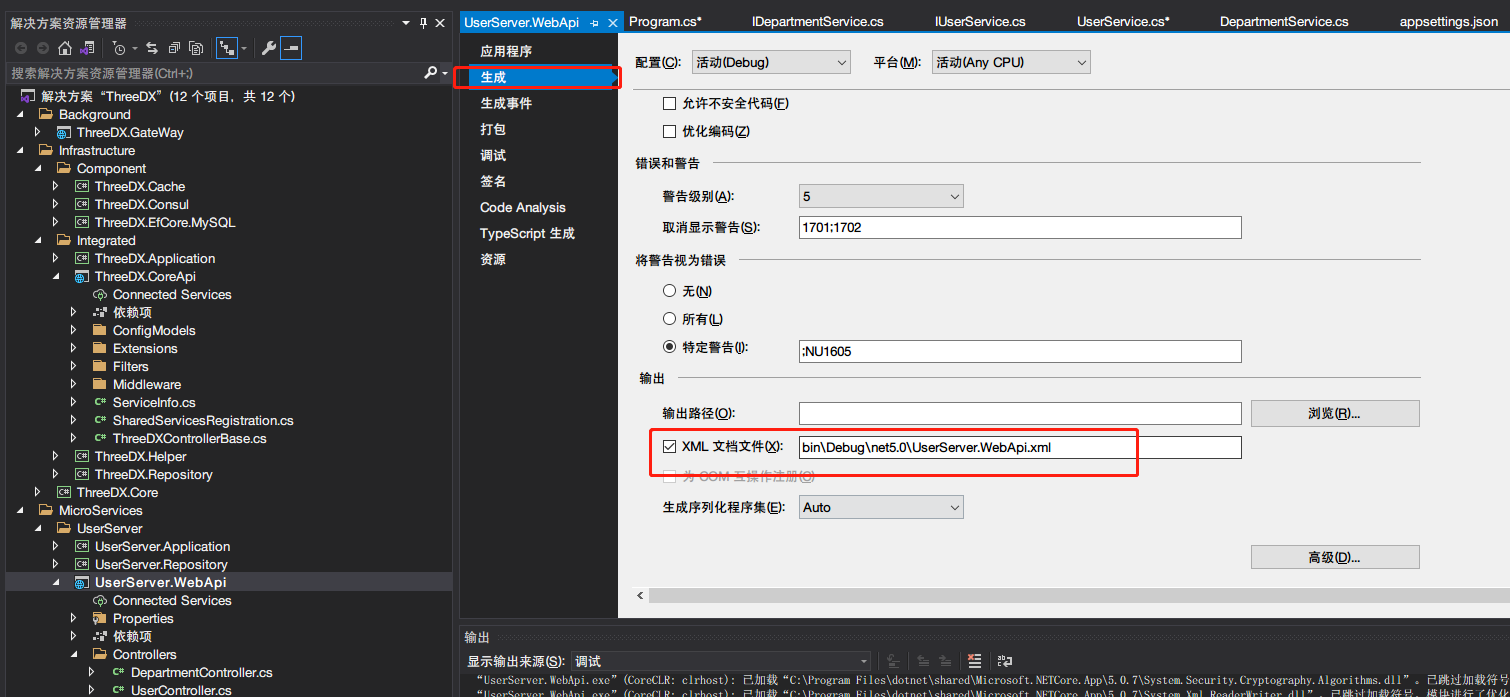 解决方案资源管理器
搜索解决方案资源管理器(Ctrl+;)
解决方案 “ThreeDX” (12 个项目，共 12 个)
Background
ThreeDX.GateWay
Infrastructure
Component
ThreeDX.Cache
ThreeDX.Consul
ThreeDX.EfCore.MySQL
Integrated
ThreeDX.Application
ThreeDX.CoreApi
Connected Services
依赖项
ConfigModels
Extensions
Filters
Middleware
ServiceInfo.cs
SharedServicesRegistration.cs
ThreeDXControllerBase.cs
ThreeDX.Helper
ThreeDX.Repository
ThreeDX.Core
MicroServices
UserServer
UserServer.Application
UserServer.Repository
UserServer.WebApi
Connected Services
Properties
依赖项
Controllers
DepartmentController.cs
UserController.cs
UserServer.WebApi Program.cs* IDepartmentService.cs IUserService.cs UserService.cs* DepartmentService.cs appsettings.json
应用程序
生成
生成事件
打包
调试
签名
Code Analysis
TypeScript 生成
资源
配置(C): 活动(Debug) 平台(M): 活动(Any CPU)
允许不安全代码(F)
优化编码(Z)
错误和警告
警告级别(A): 5
取消显示警告(S): 1701;1702
将警告视为错误
无(N)
所有(L)
特定警告(I): ;NU1605
输出
输出路径(O): 浏览(R)...
XML 文档文件(X): bin\Debug\net5.0\UserServer.WebApi.xml
为 COM 互操作注册(C)
生成序列化程序集(E): Auto
高级(D)...
输出
显示输出来源(S): 调试
“UserServer.WebApi.exe” (CoreCLR: clrhost): 已加载 “C:\Program Files\dotnet\shared\Microsoft.NETCore.App\5.0.7\System.Security.Cryptography.Algorithms.dll”。已跳过加载符号
“UserServer.WebApi.exe” (CoreCLR: clrhost): 已加载 “C:\Program Files\dotnet\shared\Microsoft.NETCore.App\5.0.7\System.Xml.ReaderWriter.dll”。已跳过加载符号。模块进行了优